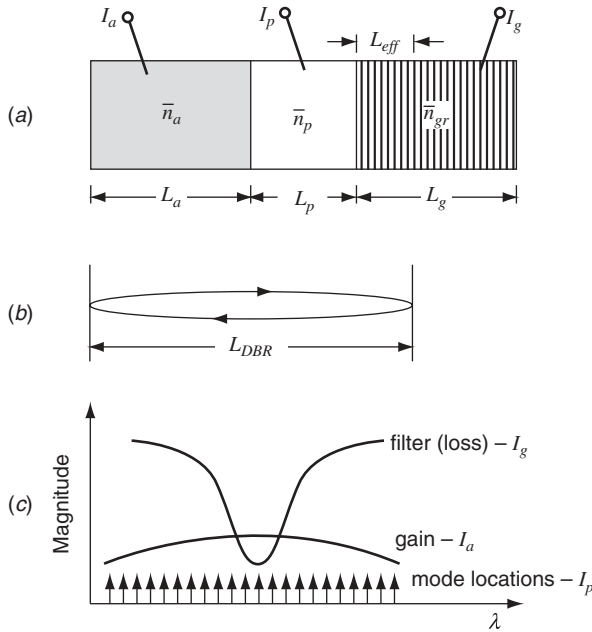 I_a I_p I_g
L_eff
(a)
n̅_a n̅_p n̅_gr
L_a L_p L_g
(b)
L_DBR
(c)
Magnitude
filter (loss) – I_g
gain – I_a
mode locations – I_p
λ